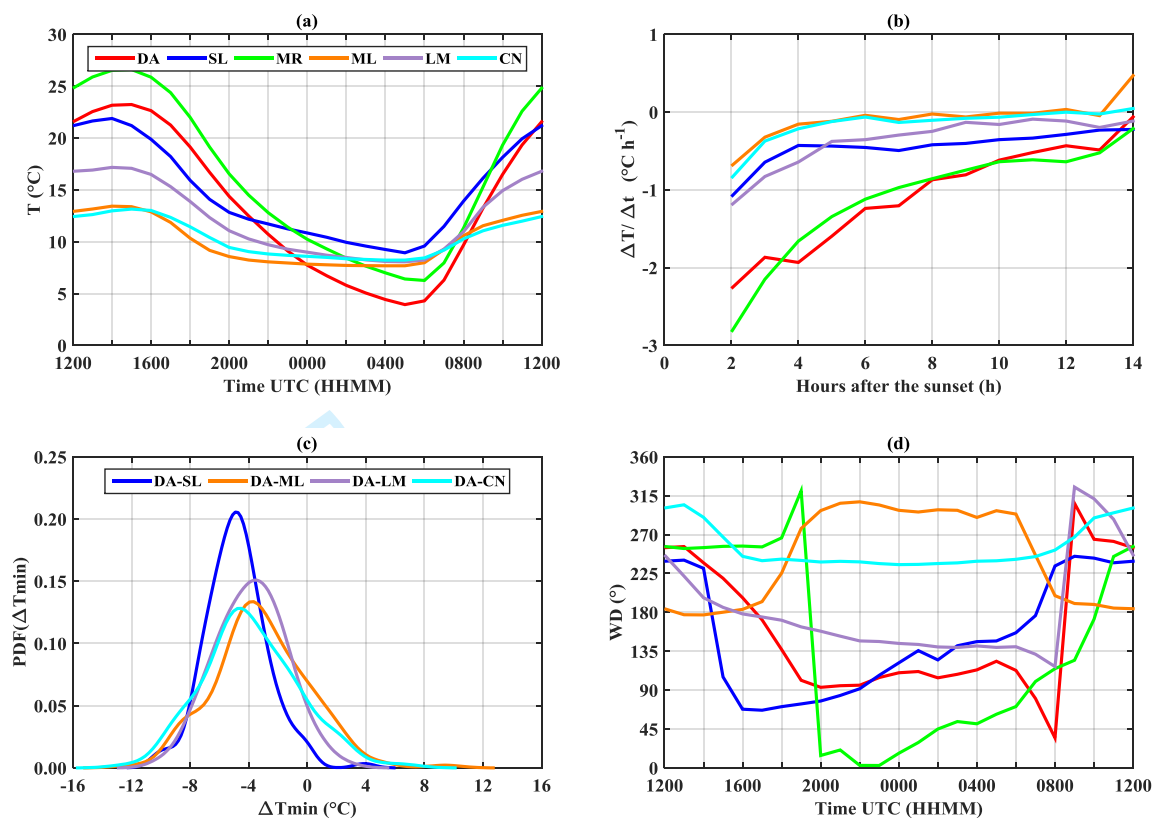 (a)
30
25
20
15
10
5
0
T (°C)
DA SL MR ML LM CN
1200 1600 2000 0000 0400 0800 1200
Time UTC (HHMM)
(b)
1
0
-1
-2
-3
ΔT/ Δt (°C h⁻¹)
0 2 4 6 8 10 12 14
Hours after the sunset (h)
(c)
0.25
0.20
0.15
0.10
0.05
0.00
PDF(ΔTmin)
DA-SL DA-ML DA-LM DA-CN
-16 -12 -8 -4 0 4 8 12 16
ΔTmin (°C)
(d)
360
315
270
225
180
135
90
45
0
WD (°)
1200 1600 2000 0000 0400 0800 1200
Time UTC (HHMM)